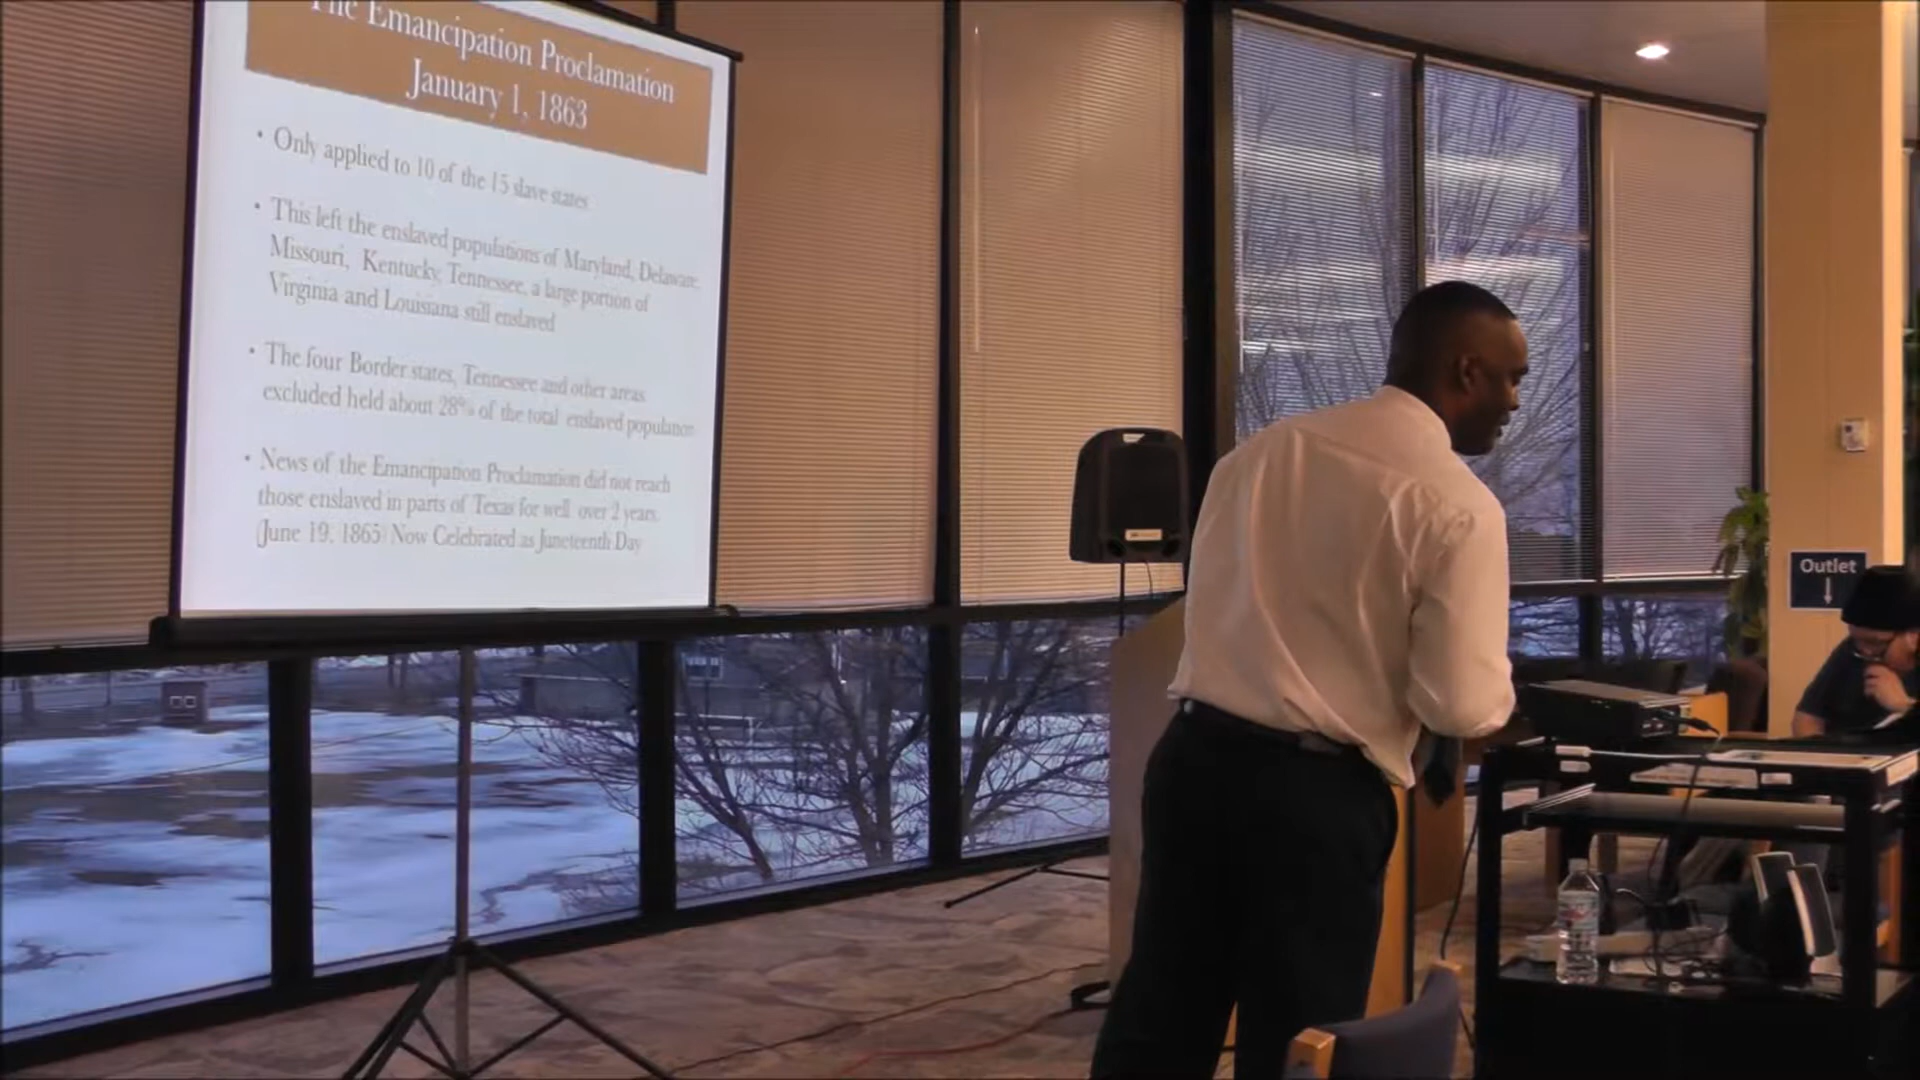 The Emancipation Proclamation
January 1, 1863
• Only applied to 10 of the 15 slave states
• This left the enslaved populations of Maryland, Delaware,
Missouri, Kentucky, Tennessee, a large portion of
Virginia and Louisiana still enslaved
• The four Border states, Tennessee and other areas
excluded held about 28% of the total enslaved population
• News of the Emancipation Proclamation did not reach
those enslaved in parts of Texas for well over 2 years.
(June 19, 1865) Now Celebrated as Juneteenth Day
Outlet